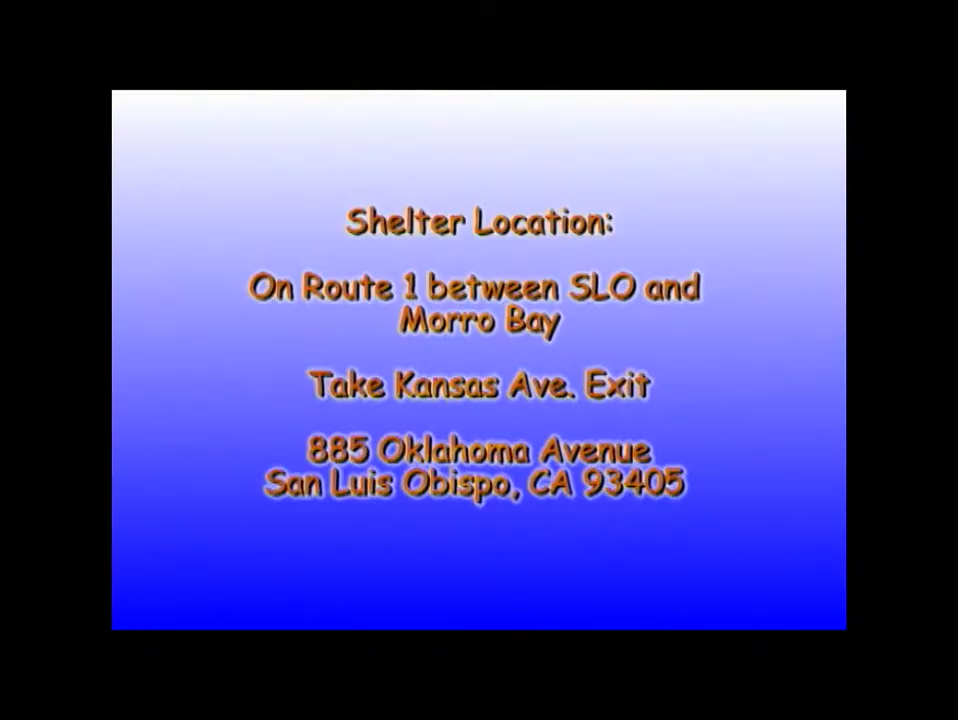 Shelter Location:
On Route 1 between SLO and
Morro Bay
Take Kansas Ave. Exit
885 Oklahoma Avenue
San Luis Obispo, CA 93405